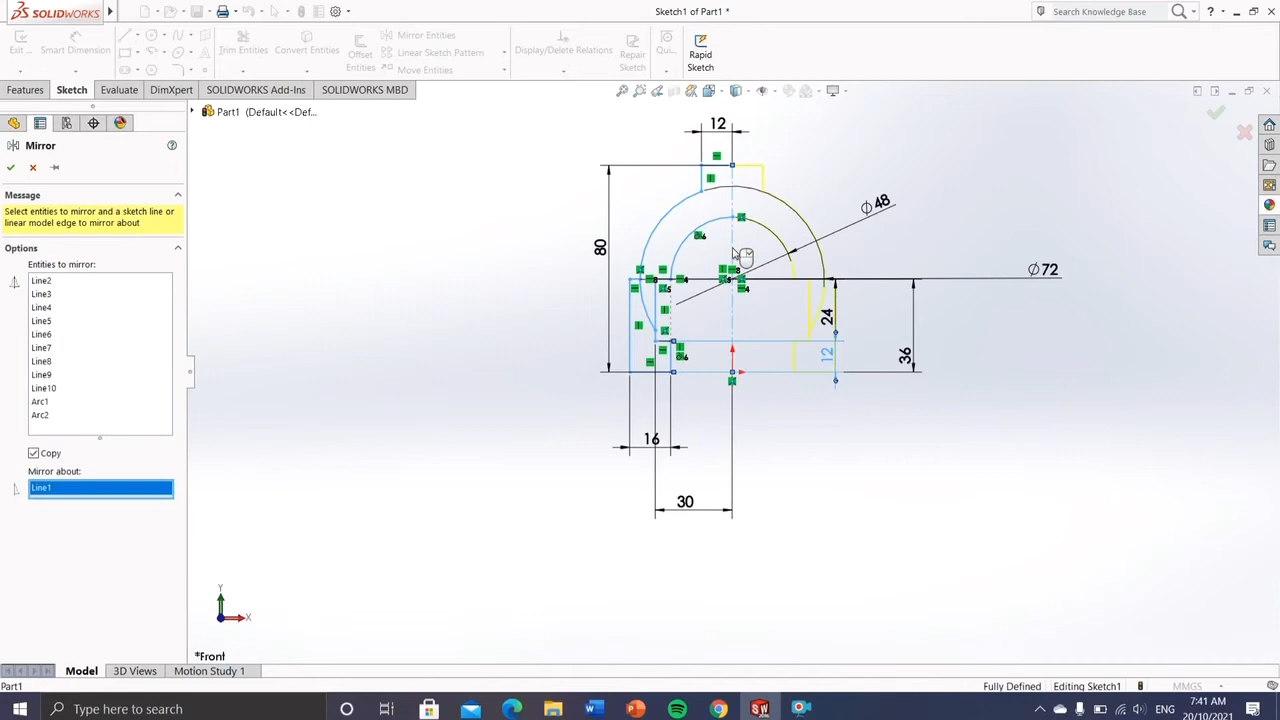 SOLIDWORKS
Sketch1 of Part1 *
Search Knowledge Base
Exit ...
Smart Dimension
Trim Entities
Convert Entities
Offset
Entities
Mirror Entities
Linear Sketch Pattern
Move Entities
Display/Delete Relations
Repair
Sketch
Qui...
Rapid
Sketch
Features
Sketch
Evaluate
DimXpert
SOLIDWORKS Add-Ins
SOLIDWORKS MBD
Part1 (Default<<Def...
Mirror
Message
Select entities to mirror and a sketch line or
linear model edge to mirror about
Options
Entities to mirror:
Line2
Line3
Line4
Line5
Line6
Line7
Line8
Line9
Line10
Arc1
Arc2
Copy
Mirror about:
Line1
12
Ø48
80
Ø72
24
12
36
16
30
Y
X
*Front
Model
3D Views
Motion Study 1
Part1
Fully Defined
Editing Sketch1
MMGS
Type here to search
ENG
7:41 AM
20/10/2021